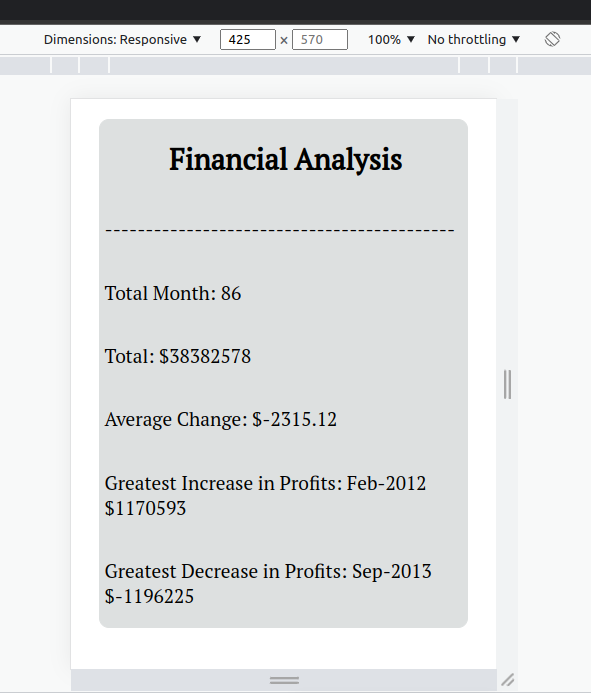 Dimensions: Responsive ▼ 425 × 570 100% ▼ No throttling ▼
Financial Analysis
-------------------------------------------
Total Month: 86
Total: $38382578
Average Change: $-2315.12
Greatest Increase in Profits: Feb-2012
$1170593
Greatest Decrease in Profits: Sep-2013
$-1196225